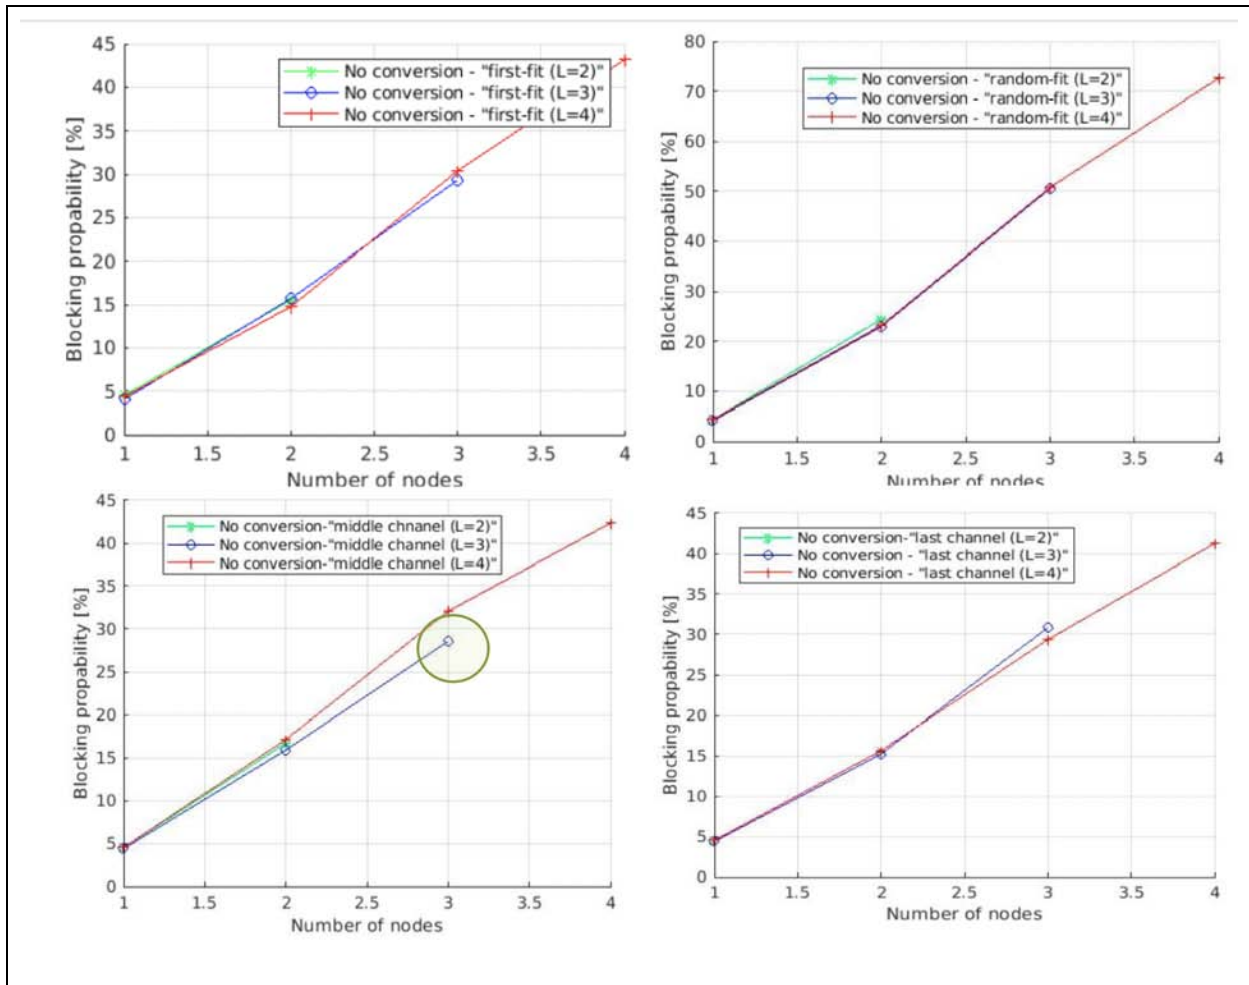 45
40
35
30
25
20
15
10
5
0
Blocking propability [%]
No conversion - "first-fit (L=2)"
No conversion - "first-fit (L=3)"
No conversion - "first-fit (L=4)"
1 1.5 2 2.5 3 3.5 4
Number of nodes
80
70
60
50
40
30
20
10
0
Blocking propability [%]
No conversion - "random-fit (L=2)"
No conversion - "random-fit (L=3)"
No conversion - "random-fit (L=4)"
1 1.5 2 2.5 3 3.5 4
Number of nodes
45
40
35
30
25
20
15
10
5
0
Blocking propability [%]
No conversion-"middle chnanel (L=2)"
No conversion-"middle channel (L=3)"
No conversion-"middle channel (L=4)"
1 1.5 2 2.5 3 3.5 4
Number of nodes
45
40
35
30
25
20
15
10
5
0
Blocking propability [%]
No conversion-"last channel (L=2)"
No conversion - "last channel (L=3)"
No conversion - "last channel (L=4)"
1 1.5 2 2.5 3 3.5 4
Number of nodes